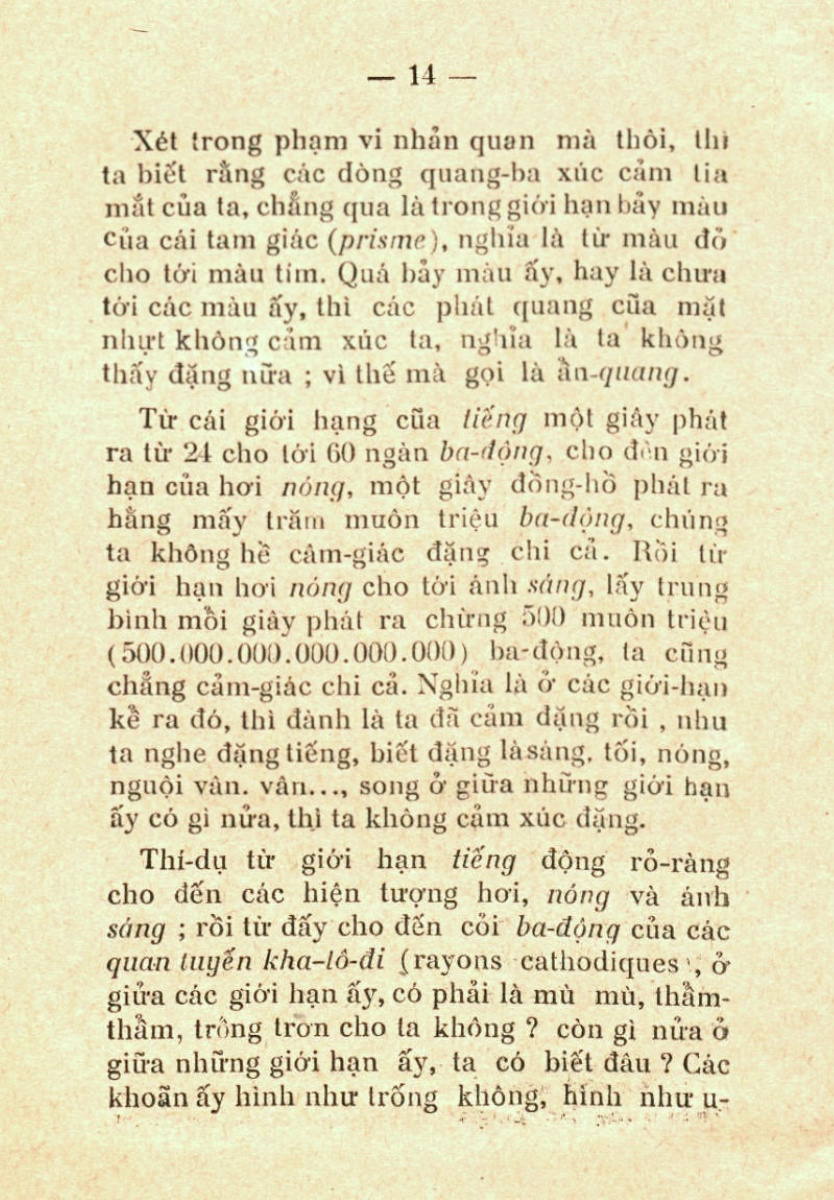 — 14 —
Xét trong phạm vi nhản quan mà thôi, thì
ta biết rằng các dòng quang-ba xúc cảm tia
mắt của ta, chẳng qua là trong giới hạn bảy màu
của cái tam giác (prisme), nghĩa là từ màu đỏ
cho tới màu tím. Quá bảy màu ấy, hay là chưa
tới các màu ấy, thì các phát quang cũa mặt
nhựt không cảm xúc ta, nghĩa là ta không
thấy đặng nữa ; vì thế mà gọi là ần-quang.
Từ cái giới hạng cũa tiếng một giây phát
ra từ 24 cho tới 60 ngàn ba-động, cho đến giới
hạn của hơi nóng, một giây đồng-hồ phát ra
hằng mấy trăm muôn triệu ba-động, chúng
ta không hề câm-giác đặng chi cả. Rồi từ
giới hạn hơi nóng cho tới ánh sáng, lấy trung
bình mỗi giây phát ra chừng 500 muôn triệu
(500.000.000.000.000.000) ba-động, ta cũng
chẳng cảm-giác chi cả. Nghĩa là ở các giới-hạn
kề ra đó, thì đành là ta đã cảm đặng rồi , nhu
ta nghe đặng tiếng, biết đặng là sáng, tối, nóng,
nguội vân. vân..., song ở giữa những giới hạn
ấy có gì nửa, thì ta không cảm xúc đặng.
Thí-dụ từ giới hạn tiếng động rỏ-ràng
cho đến các hiện tượng hơi, nóng và ánh
sáng ; rồi từ đấy cho đến cỏi ba-động của các
quan tuyến kha-tô-đi (rayons cathodiques), ở
giửa các giới hạn ấy, có phải là mù mù, thẳm-
thẳm, trống trơn cho ta không ? còn gì nửa ở
giữa những giới hạn ấy, ta có biết đâu ? Các
khoãn ấy hình như trống không, hình như u-